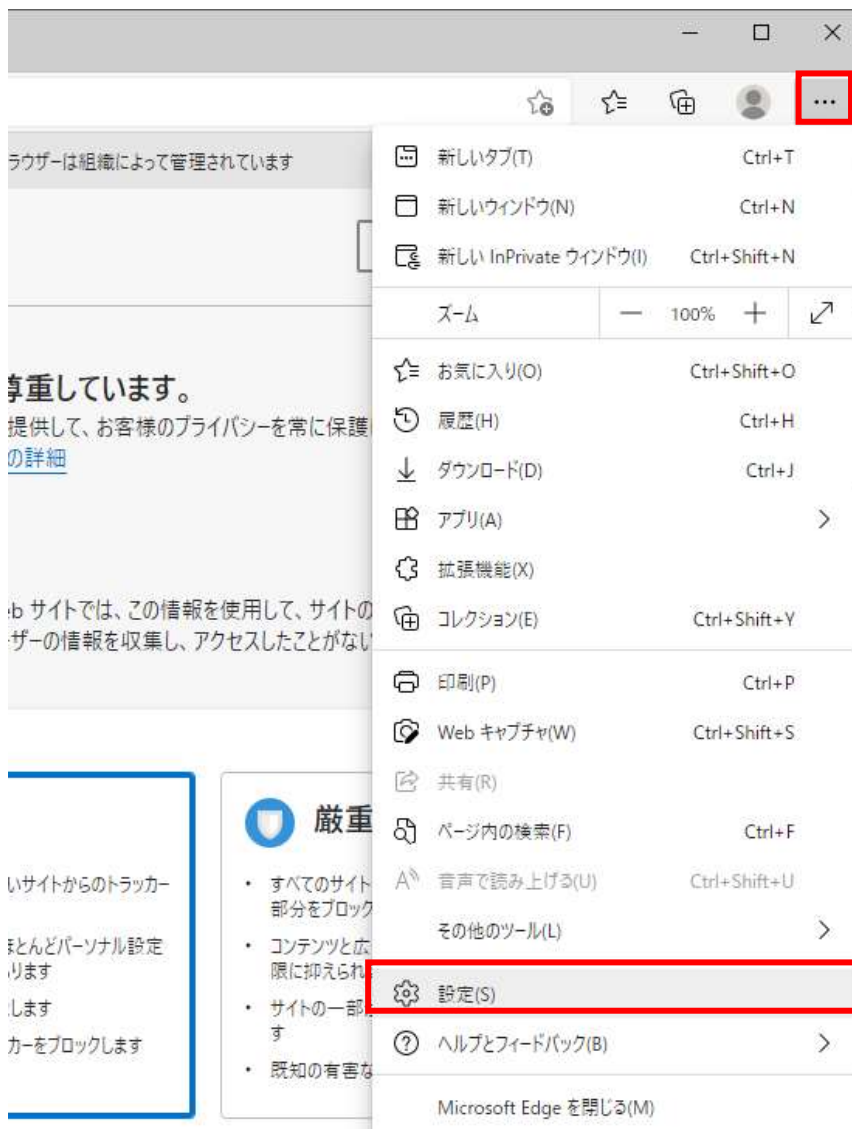 ラウザーは組織によって管理されています
尊重しています。
提供して、お客様のプライバシーを常に保護
の詳細
b サイトでは、この情報を使用して、サイトの
ザーの情報を収集し、アクセスしたことがない
いサイトからのトラッカー
ほとんどパーソナル設定
ります
します
カーをブロックします
厳重
• すべてのサイト
部分をブロック
• コンテンツと広
限に抑えられ
• サイトの一部
す
• 既知の有害な
新しいタブ(T) Ctrl+T
新しいウィンドウ(N) Ctrl+N
新しい InPrivate ウィンドウ(I) Ctrl+Shift+N
ズーム — 100% +
お気に入り(O) Ctrl+Shift+O
履歴(H) Ctrl+H
ダウンロード(D) Ctrl+J
アプリ(A)
拡張機能(X)
コレクション(E) Ctrl+Shift+Y
印刷(P) Ctrl+P
Web キャプチャ(W) Ctrl+Shift+S
共有(R)
ページ内の検索(F) Ctrl+F
音声で読み上げる(U) Ctrl+Shift+U
その他のツール(L)
設定(S)
ヘルプとフィードバック(B)
Microsoft Edge を閉じる(M)